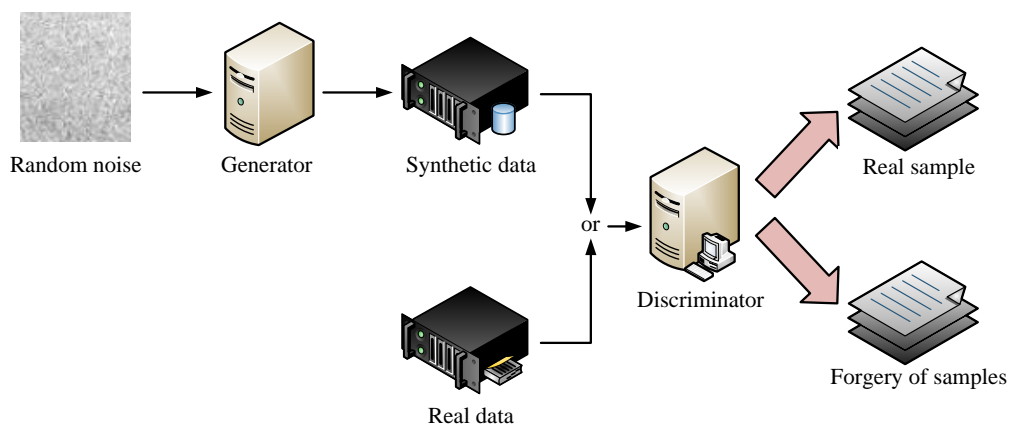 Random noise
Generator
Synthetic data
Real sample
or
Discriminator
Real data
Forgery of samples